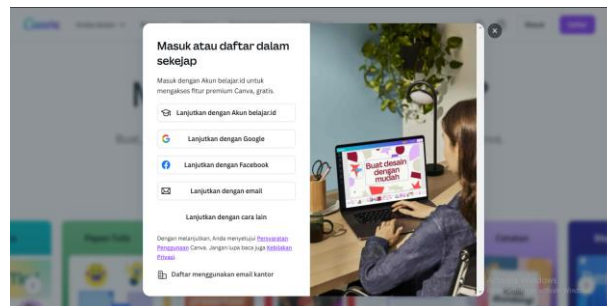 Canva
Masuk atau daftar dalam
sekejap
Masuk dengan Akun belajar.id untuk
mengakses fitur premium Canva, gratis.
Lanjutkan dengan Akun belajar.id
Lanjutkan dengan Google
Lanjutkan dengan Facebook
Lanjutkan dengan email
Lanjutkan dengan cara lain
Dengan melanjutkan, Anda menyetujui Persyaratan
Penggunaan Canva. Jangan lupa baca juga Kebijakan
Privasi
Daftar menggunakan email kantor
Buat desain
dengan
mudah